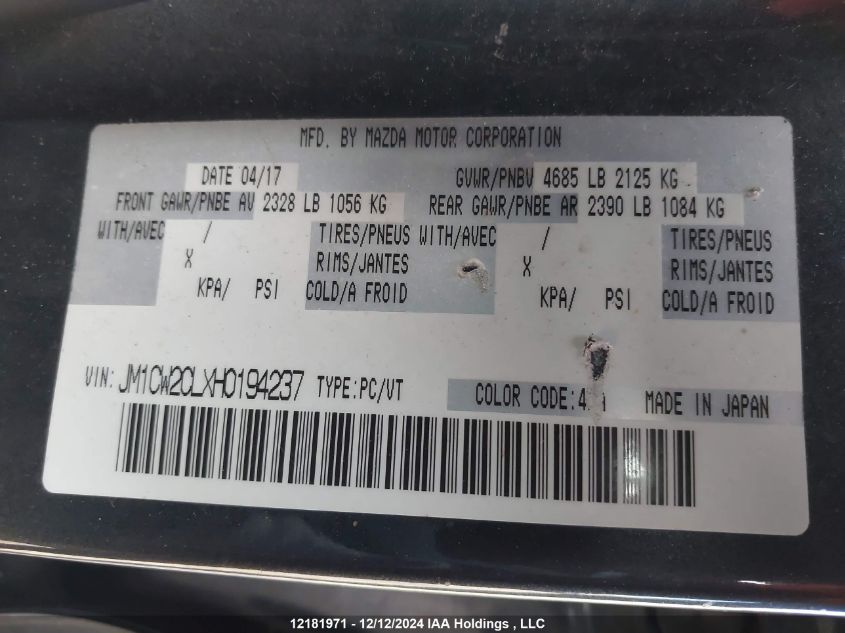 MFD. BY MAZDA MOTOR CORPORATION
DATE 04/17 GVWR/PNBV 4685 LB 2125 KG
FRONT GAWR/PNBE AV 2328 LB 1056 KG REAR GAWR/PNBE AR 2390 LB 1084 KG
WITH/AVEC / TIRES/PNEUS WITH/AVEC / TIRES/PNEUS
X RIMS/JANTES X RIMS/JANTES
KPA/ PSI COLD/A FROID KPA/ PSI COLD/A FROID
VIN: JM1CW2CLXH0194237 TYPE:PC/VT COLOR CODE: MADE IN JAPAN
12181971 - 12/12/2024 IAA Holdings , LLC